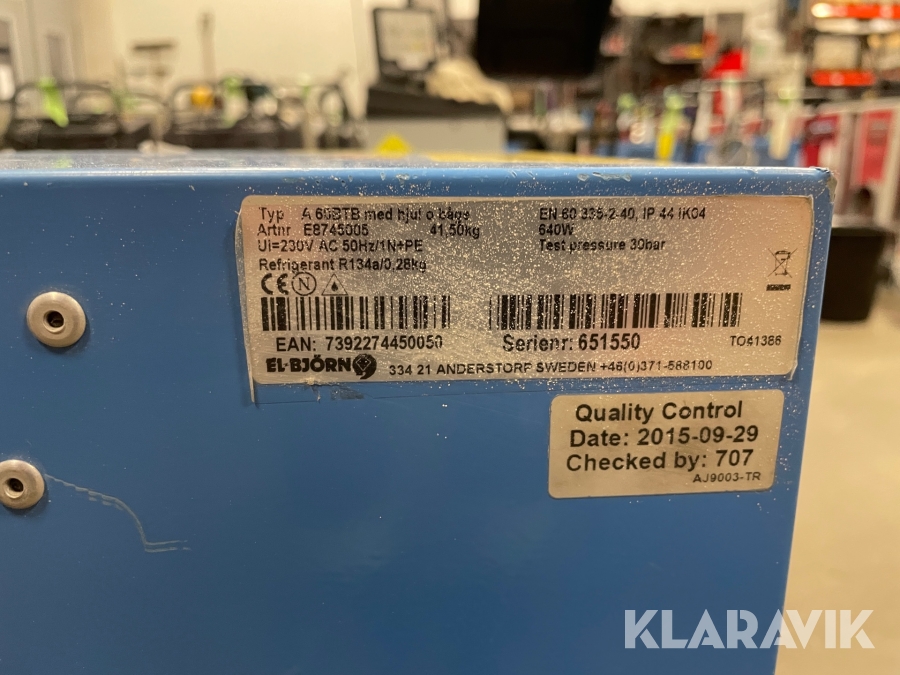 Typ A 60BTB med hjul o båge
Artnr E8745005 41,50kg
Ui=230V AC 50Hz/1N+PE
Refrigerant R134a/0,28kg
EN 60 335-2-40, IP 44 IK04
640W
Test pressure 30bar
CE N
EAN: 7392274450050
Serienr: 651550
TO41386
EL·BJÖRN 334 21 ANDERSTORP SWEDEN +46(0)371-588100
Quality Control
Date: 2015-09-29
Checked by: 707
AJ9003-TR
KLARAVIK